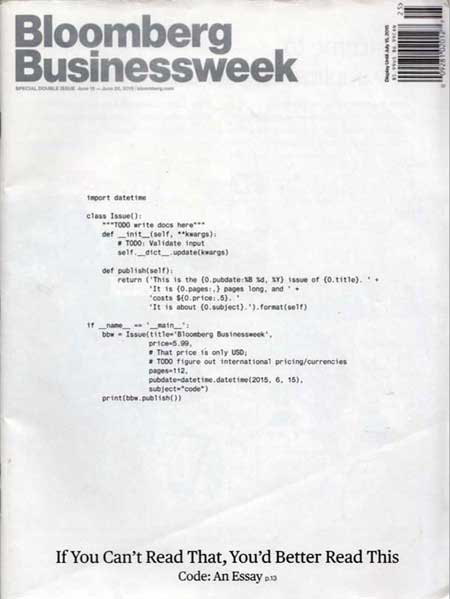 Bloomberg
Businessweek
SPECIAL DOUBLE ISSUE June 15 — June 28, 2015 | bloomberg.com
Display Until July 15, 2015
25>
import datetime
class Issue():
"""TODO write docs here"""
def __init__(self, **kwargs):
# TODO: Validate input
self.__dict__.update(kwargs)
def publish(self):
return ('This is the {0.pubdate:%B %d, %Y} issue of {0.title}. ' +
'It is {0.pages:,} pages long, and ' +
'costs ${0.price:.5}. '
'It is about {0.subject}.').format(self)
if __name__ == '__main__':
bbw = Issue(title='Bloomberg Businessweek',
price=5.99,
# That price is only USD;
# TODO figure out international pricing/currencies
pages=112,
pubdate=datetime.datetime(2015, 6, 15),
subject="code")
print(bbw.publish())
If You Can't Read That, You'd Better Read This
Code: An Essay p.13